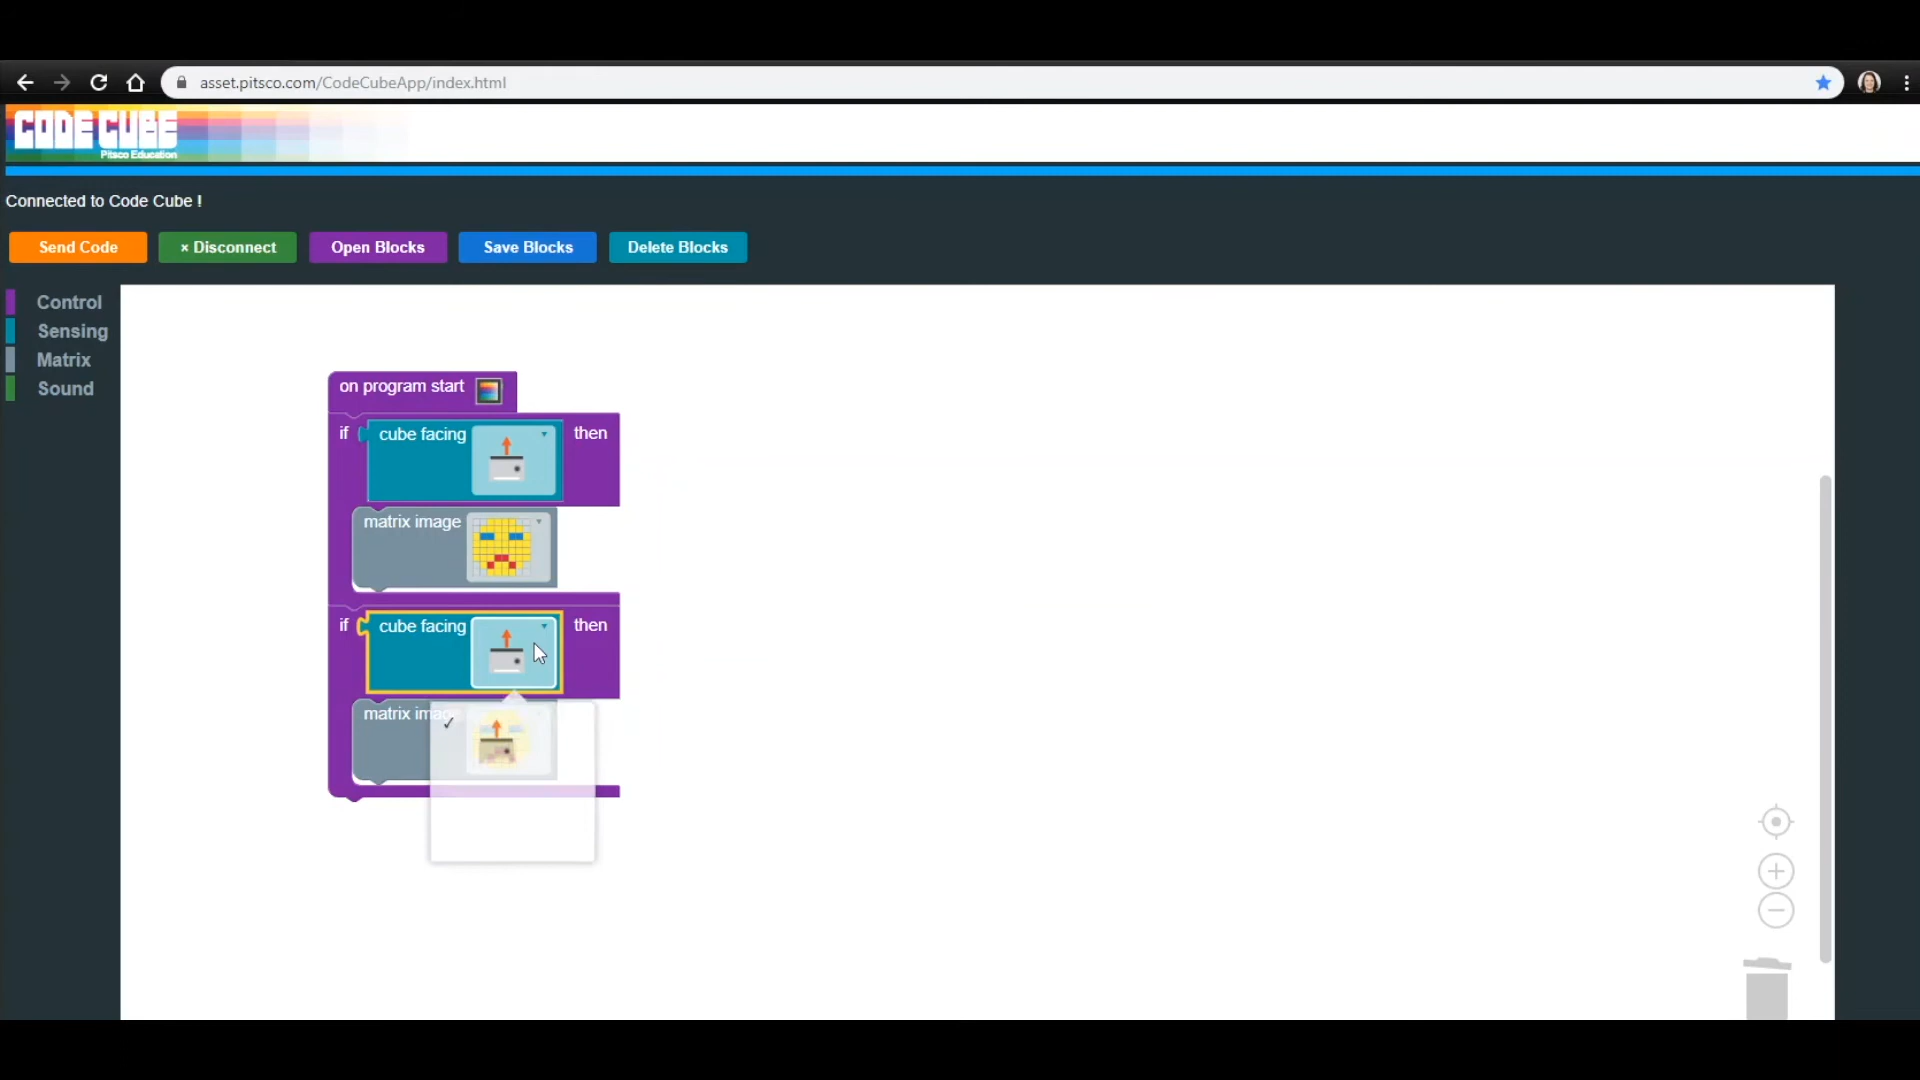 asset.pitsco.com/CodeCubeApp/index.html
CODE CUBE
Pitsco Education
Connected to Code Cube !
Send Code
× Disconnect
Open Blocks
Save Blocks
Delete Blocks
Control
Sensing
Matrix
Sound
on program start
if cube facing then
matrix image
if cube facing then
matrix image